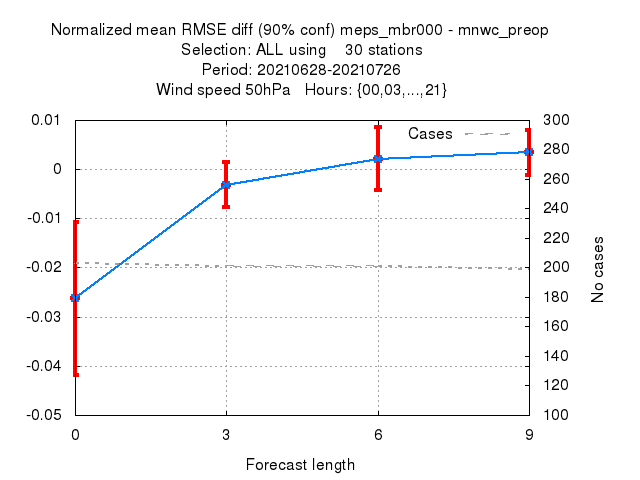 Normalized mean RMSE diff (90% conf) meps_mbr000 - mnwc_preop
Selection: ALL using    30 stations
Period: 20210628-20210726
Wind speed 50hPa   Hours: {00,03,...,21}
Cases
0.01
0
-0.01
-0.02
-0.03
-0.04
-0.05
300
280
260
240
220
200
180
160
140
120
100
No cases
0 3 6 9
Forecast length